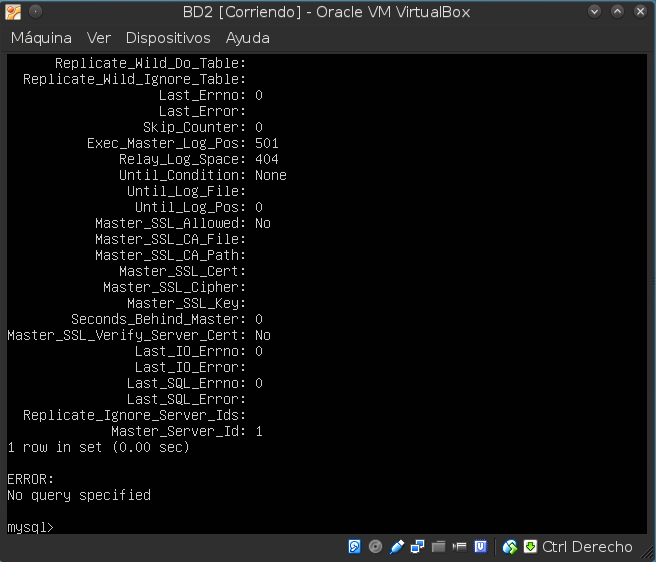 BD2 [Corriendo] - Oracle VM VirtualBox
Máquina Ver Dispositivos Ayuda
Replicate_Wild_Do_Table:
Replicate_Wild_Ignore_Table:
Last_Errno: 0
Last_Error:
Skip_Counter: 0
Exec_Master_Log_Pos: 501
Relay_Log_Space: 404
Until_Condition: None
Until_Log_File:
Until_Log_Pos: 0
Master_SSL_Allowed: No
Master_SSL_CA_File:
Master_SSL_CA_Path:
Master_SSL_Cert:
Master_SSL_Cipher:
Master_SSL_Key:
Seconds_Behind_Master: 0
Master_SSL_Verify_Server_Cert: No
Last_IO_Errno: 0
Last_IO_Error:
Last_SQL_Errno: 0
Last_SQL_Error:
Replicate_Ignore_Server_Ids:
Master_Server_Id: 1
1 row in set (0.00 sec)
ERROR:
No query specified
mysql>
Ctrl Derecho